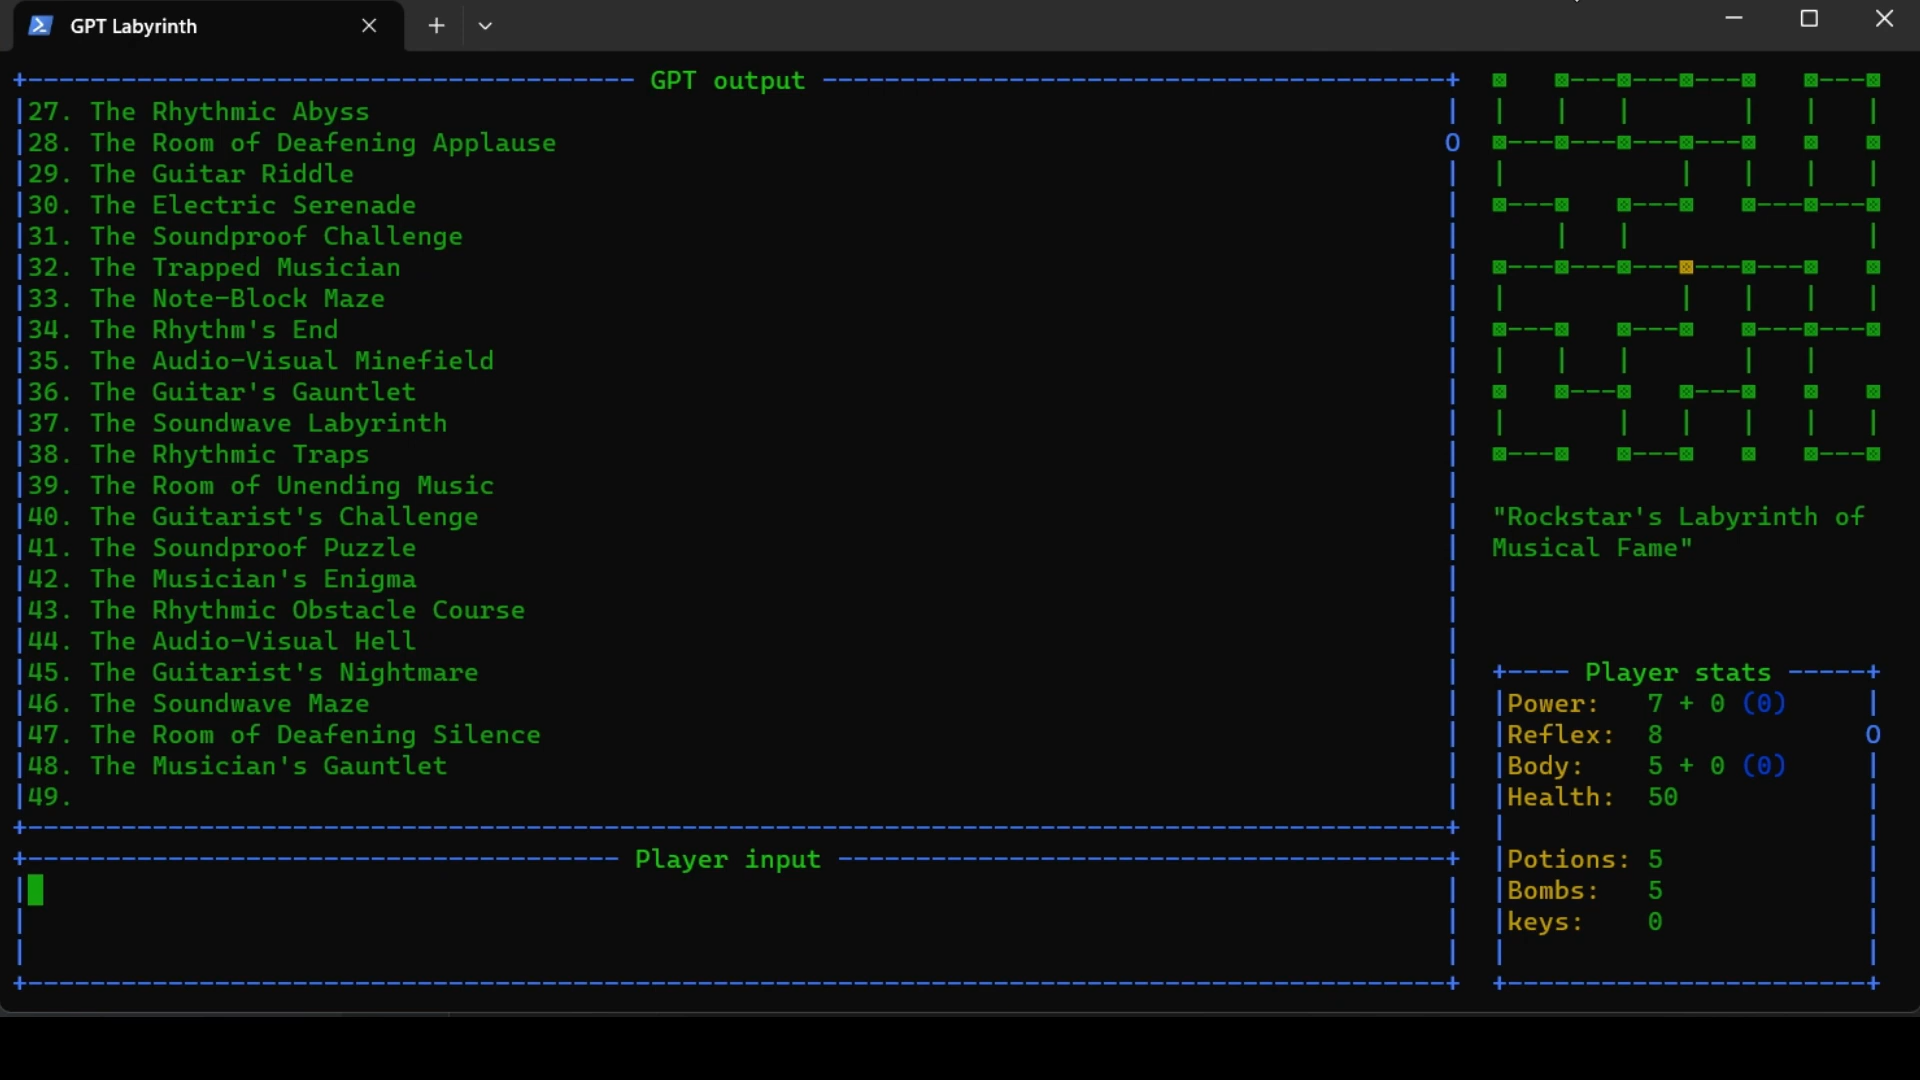 GPT Labyrinth
GPT output
27. The Rhythmic Abyss
28. The Room of Deafening Applause
29. The Guitar Riddle
30. The Electric Serenade
31. The Soundproof Challenge
32. The Trapped Musician
33. The Note-Block Maze
34. The Rhythm's End
35. The Audio-Visual Minefield
36. The Guitar's Gauntlet
37. The Soundwave Labyrinth
38. The Rhythmic Traps
39. The Room of Unending Music
40. The Guitarist's Challenge
41. The Soundproof Puzzle
42. The Musician's Enigma
43. The Rhythmic Obstacle Course
44. The Audio-Visual Hell
45. The Guitarist's Nightmare
46. The Soundwave Maze
47. The Room of Deafening Silence
48. The Musician's Gauntlet
49.
Player input
"Rockstar's Labyrinth of
Musical Fame"
Player stats
Power: 7 + 0 (0)
Reflex: 8
Body: 5 + 0 (0)
Health: 50
Potions: 5
Bombs: 5
keys: 0